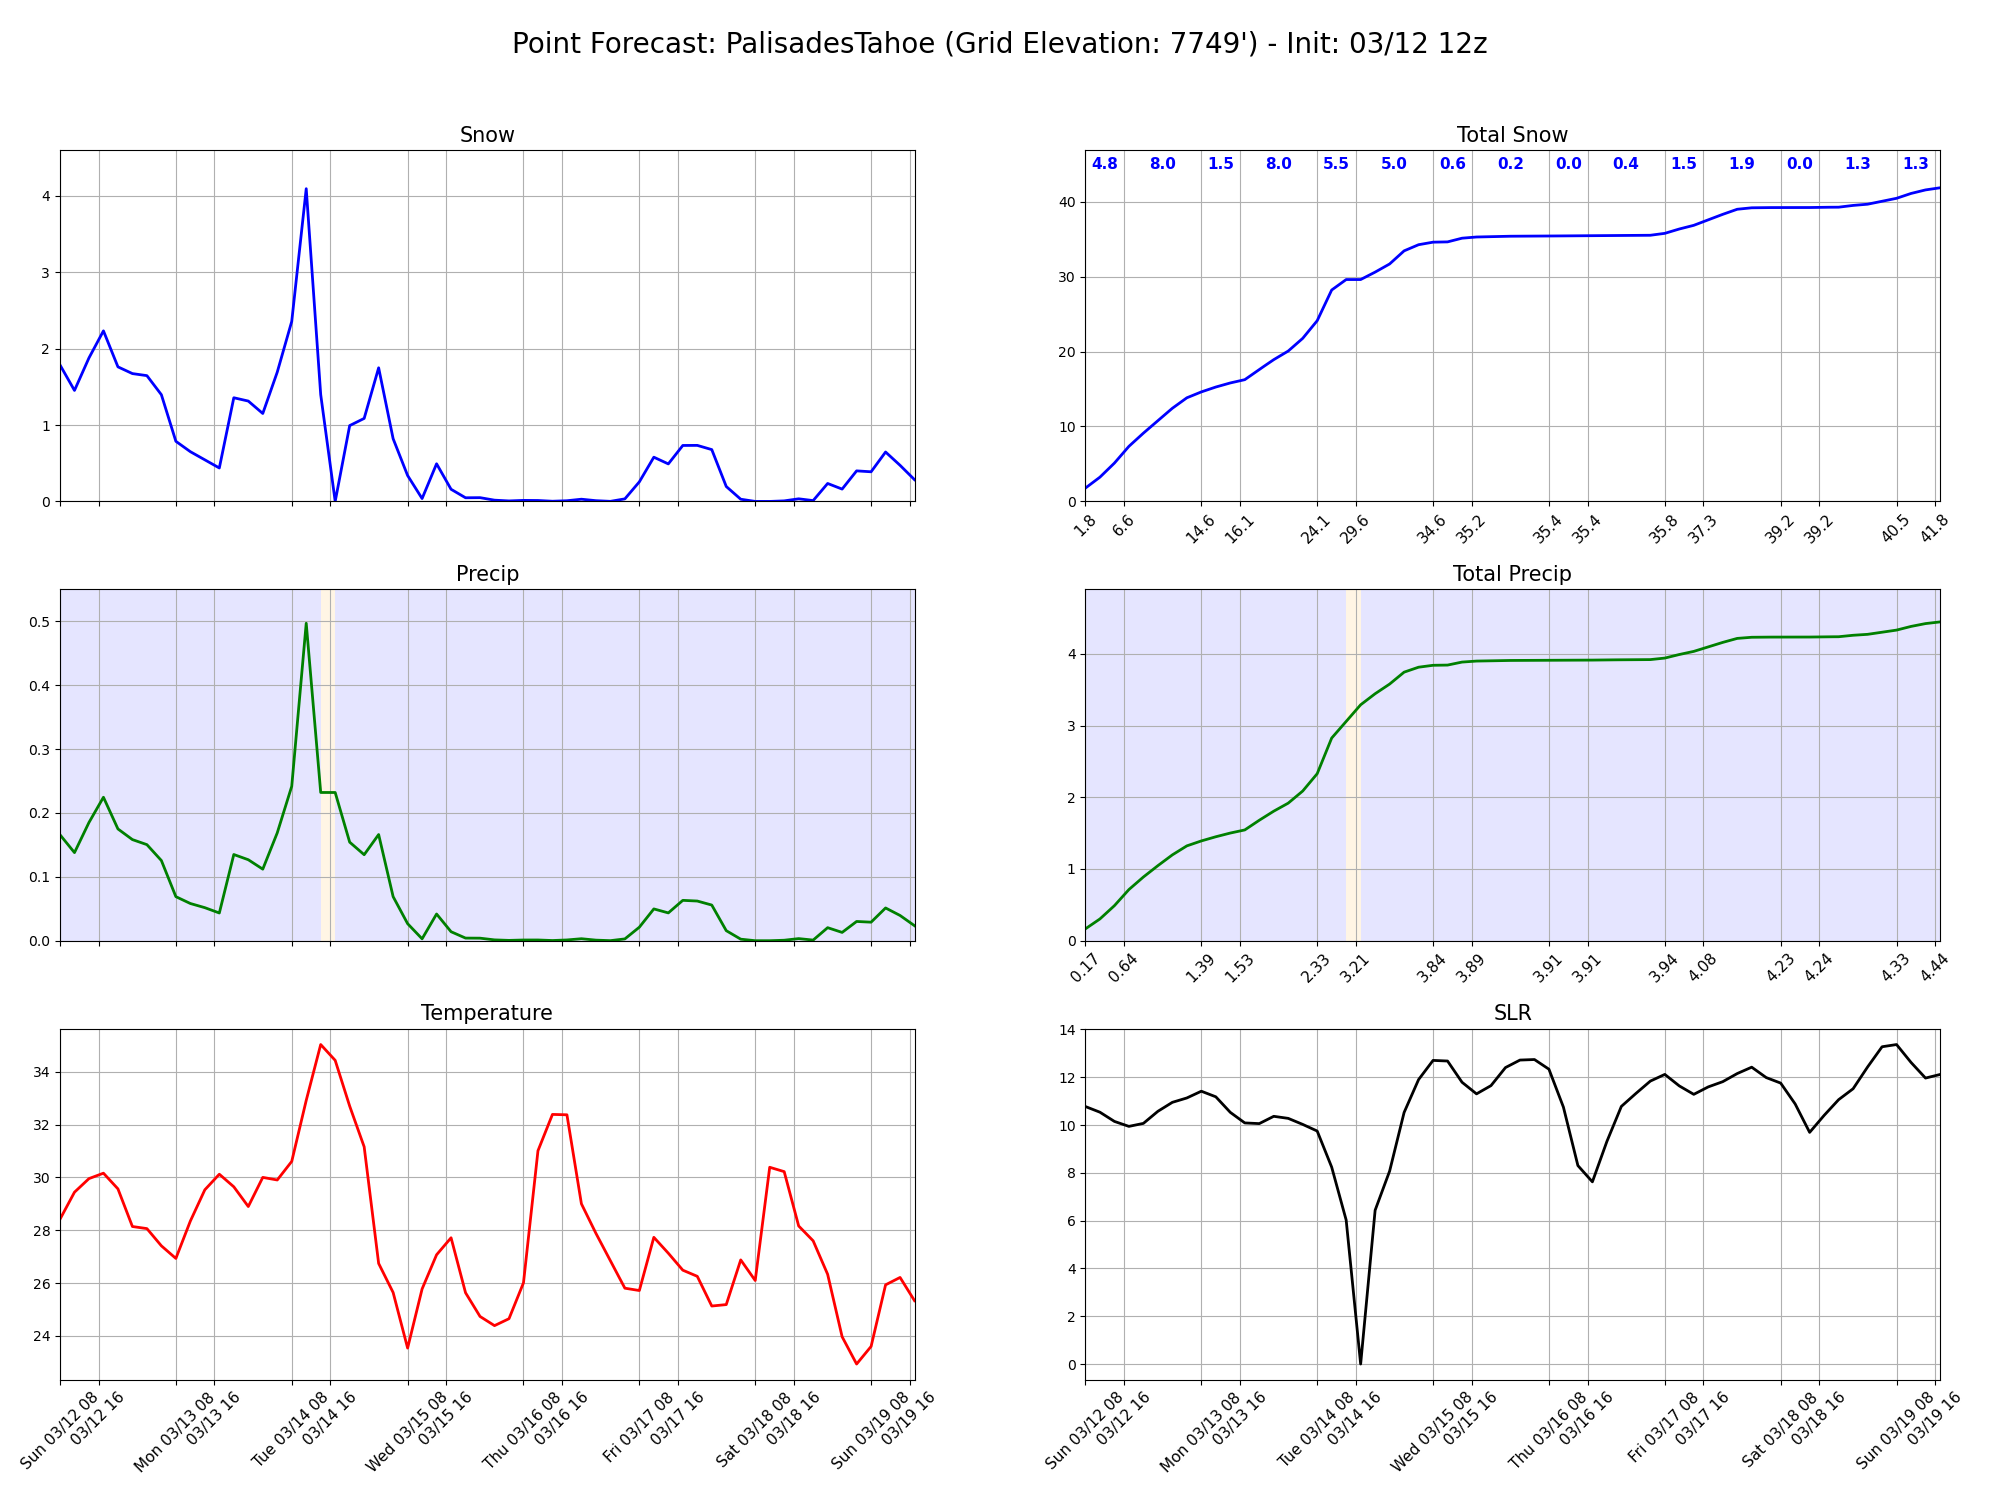 Point Forecast: PalisadesTahoe (Grid Elevation: 7749') - Init: 03/12 12z
Snow
4
3
2
1
0
Total Snow
4.8 8.0 1.5 8.0 5.5 5.0 0.6 0.2 0.0 0.4 1.5 1.9 0.0 1.3 1.3
40
30
20
10
0
1.8 6.6 14.6 16.1 24.1 29.6 34.6 35.2 35.4 35.4 35.8 37.3 39.2 39.2 40.5 41.8
Precip
0.5
0.4
0.3
0.2
0.1
0.0
Total Precip
4
3
2
1
0
0.17 0.64 1.39 1.53 2.33 3.21 3.84 3.89 3.91 3.91 3.94 4.08 4.23 4.24 4.33 4.44
Temperature
34
32
30
28
26
24
Sun 03/12 08
03/12 16
Mon 03/13 08
03/13 16
Tue 03/14 08
03/14 16
Wed 03/15 08
03/15 16
Thu 03/16 08
03/16 16
Fri 03/17 08
03/17 16
Sat 03/18 08
03/18 16
Sun 03/19 08
03/19 16
SLR
14
12
10
8
6
4
2
0
Sun 03/12 08
03/12 16
Mon 03/13 08
03/13 16
Tue 03/14 08
03/14 16
Wed 03/15 08
03/15 16
Thu 03/16 08
03/16 16
Fri 03/17 08
03/17 16
Sat 03/18 08
03/18 16
Sun 03/19 08
03/19 16